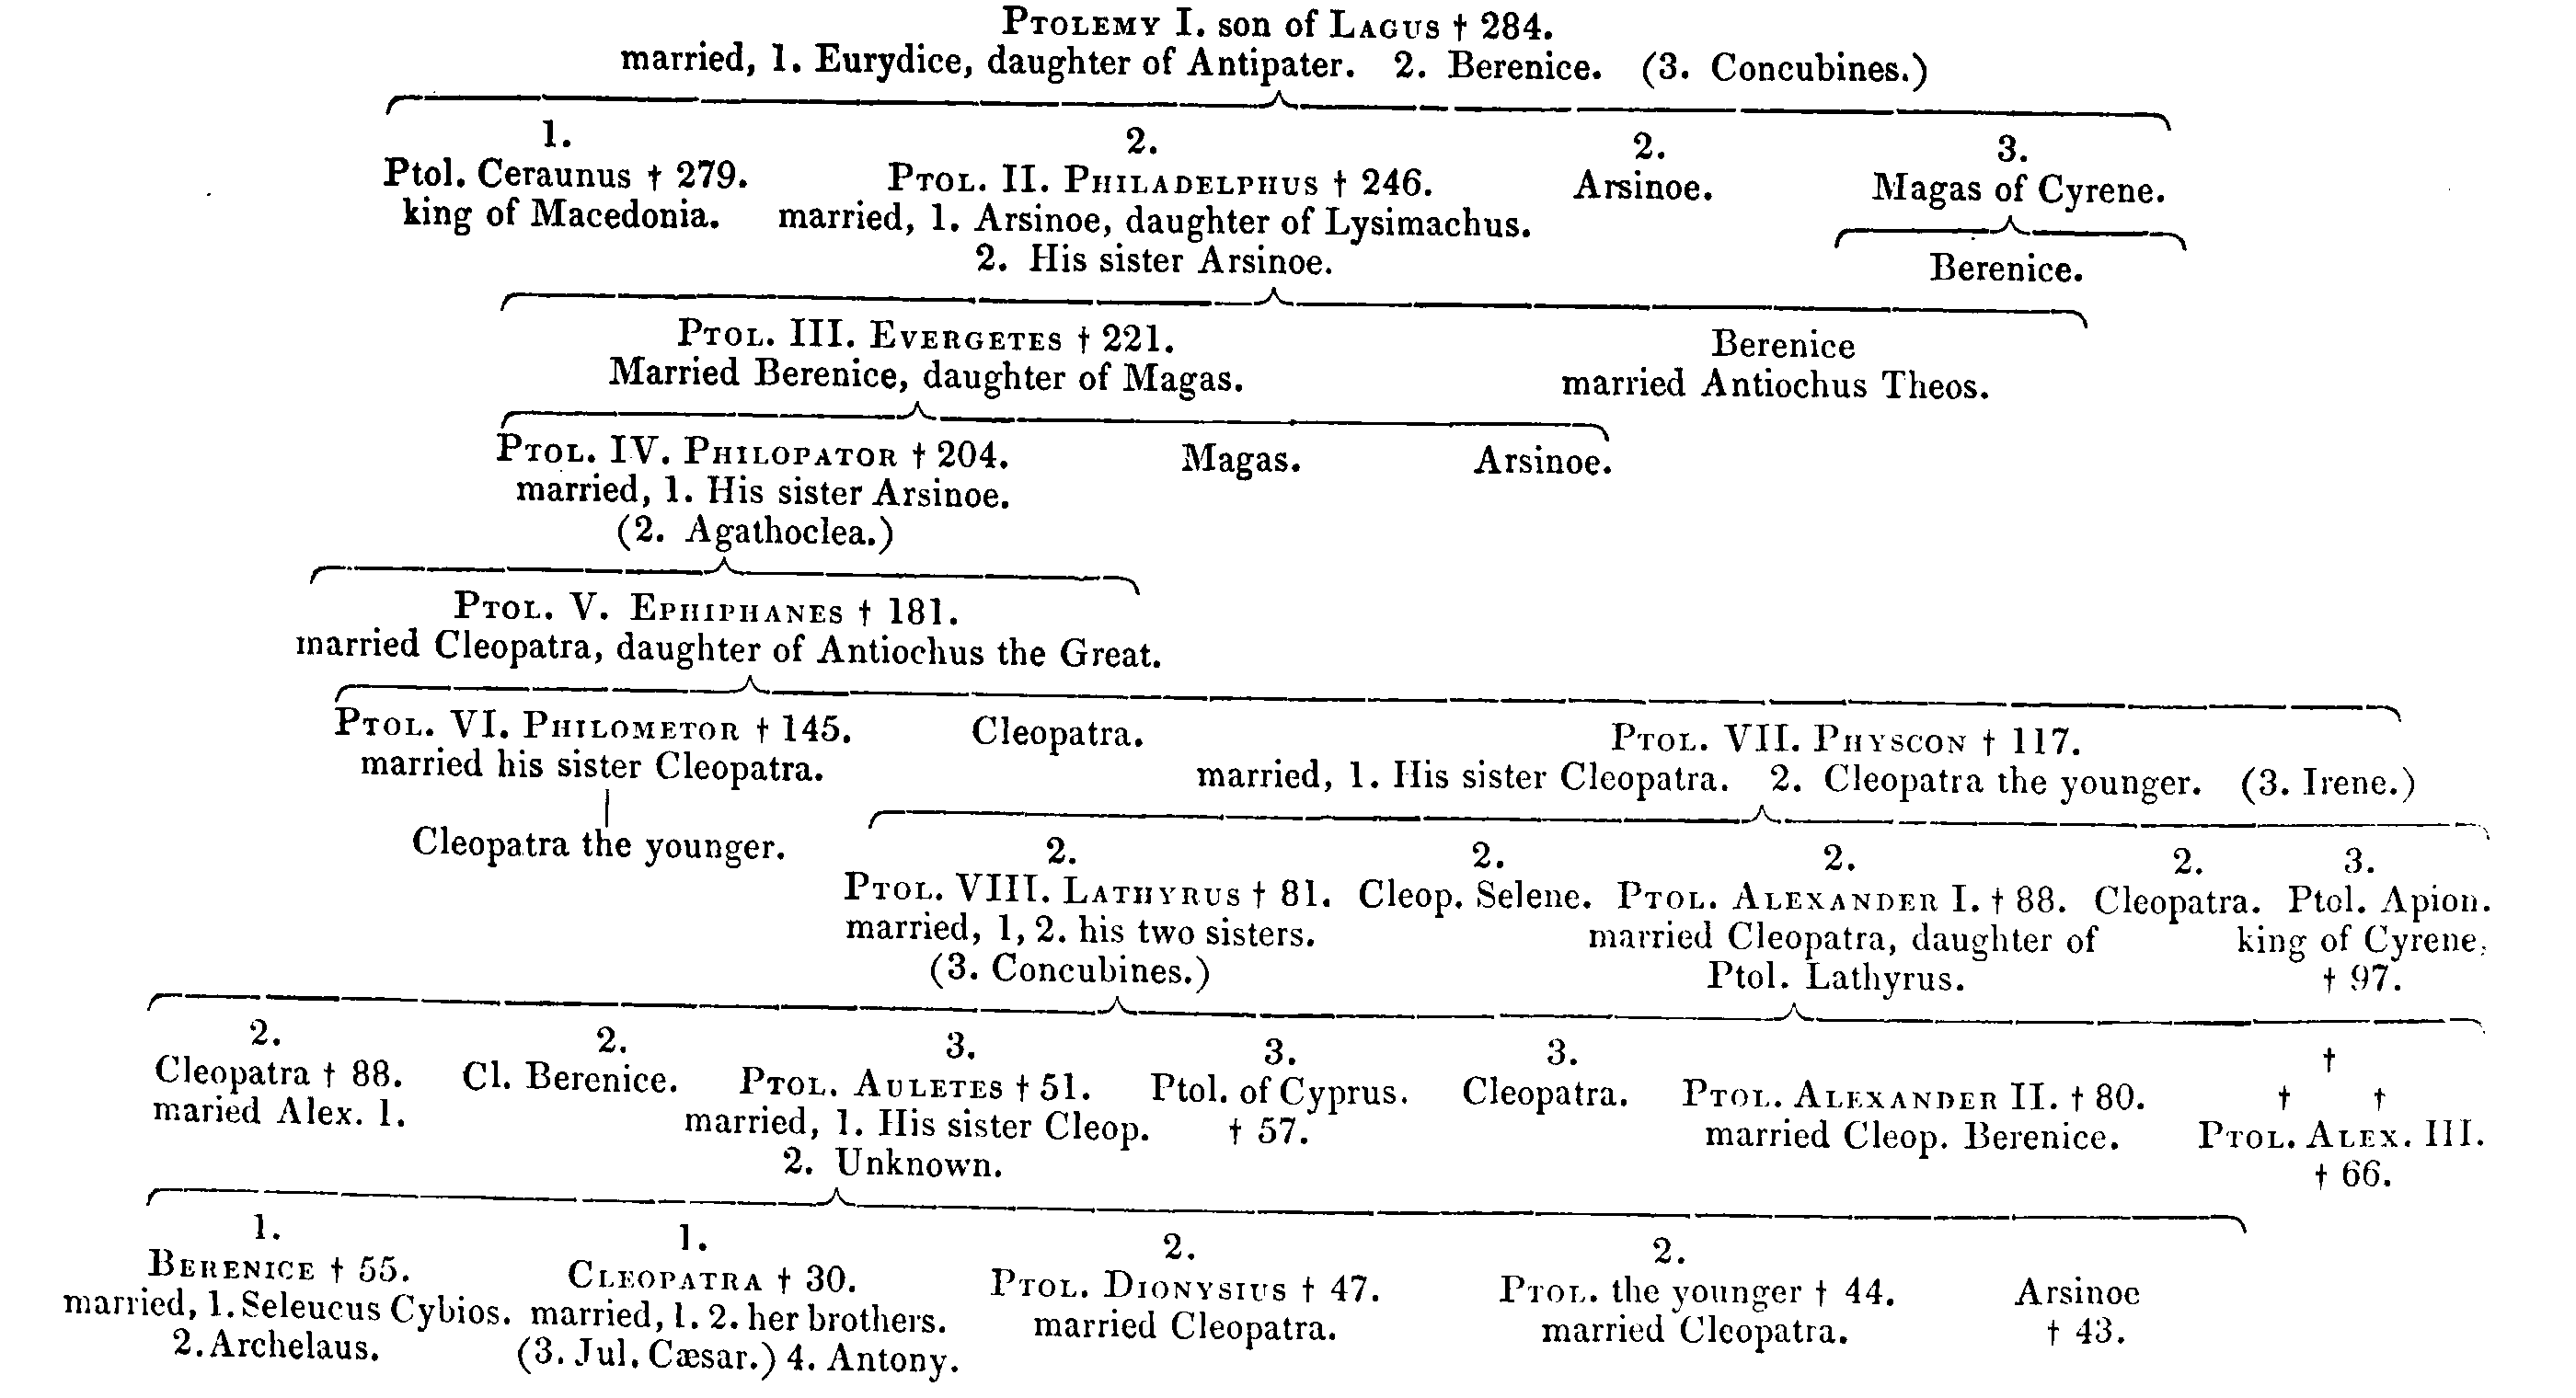 PTOLEMY I. son of LAGUS † 284.
married, 1. Eurydice, daughter of Antipater. 2. Berenice. (3. Concubines.)
1. 2. 2. 3.
Ptol. Ceraunus † 279. PTOL. II. PHILADELPHUS † 246. Arsinoe. Magas of Cyrene.
king of Macedonia. married, 1. Arsinoe, daughter of Lysimachus.
2. His sister Arsinoe. Berenice.
PTOL. III. EVERGETES † 221. Berenice
Married Berenice, daughter of Magas. married Antiochus Theos.
PTOL. IV. PHILOPATOR † 204. Magas. Arsinoe.
married, 1. His sister Arsinoe.
(2. Agathoclea.)
PTOL. V. EPHIPHANES † 181.
married Cleopatra, daughter of Antiochus the Great.
PTOL. VI. PHILOMETOR † 145. Cleopatra. PTOL. VII. PHYSCON † 117.
married his sister Cleopatra. married, 1. His sister Cleopatra. 2. Cleopatra the younger. (3. Irene.)
Cleopatra the younger. 2. 2. 2. 2. 3.
PTOL. VIII. LATHYRUS † 81. Cleop. Selene. PTOL. ALEXANDER I. † 88. Cleopatra. Ptol. Apion.
married, 1, 2. his two sisters. married Cleopatra, daughter of king of Cyrene,
(3. Concubines.) Ptol. Lathyrus. † 97.
2. 2. 3. 3. 3. †
Cleopatra † 88. Cl. Berenice. PTOL. AULETES † 51. Ptol. of Cyprus. Cleopatra. PTOL. ALEXANDER II. † 80. † †
maried Alex. 1. married, 1. His sister Cleop. † 57. married Cleop. Berenice. PTOL. ALEX. III.
2. Unknown. † 66.
1. 1. 2. 2.
BERENICE † 55. CLEOPATRA † 30. PTOL. DIONYSIUS † 47. PTOL. the younger † 44. Arsinoe
married, 1. Seleucus Cybios. married, 1. 2. her brothers. married Cleopatra. married Cleopatra. † 43.
2. Archelaus. (3. Jul. Cæsar.) 4. Antony.